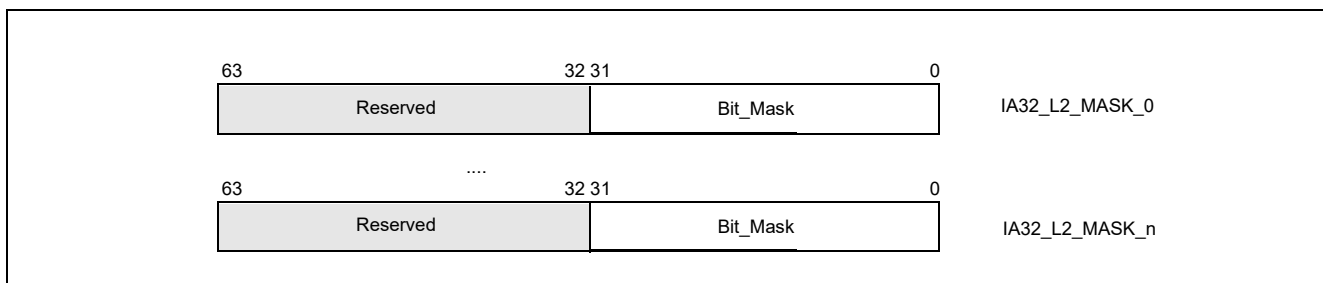 63 32 31 0
Reserved Bit_Mask IA32_L2_MASK_0
....
63 32 31 0
Reserved Bit_Mask IA32_L2_MASK_n